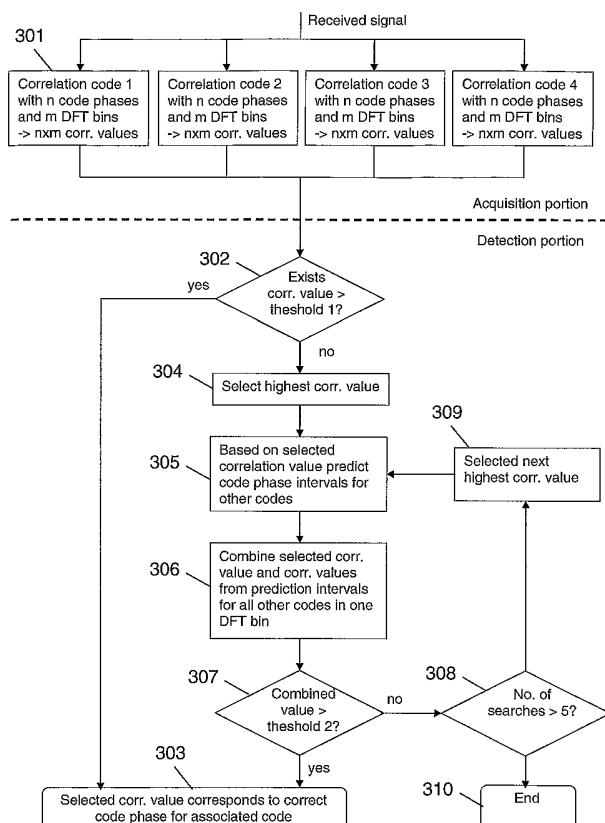 Received signal
301
Correlation code 1
with n code phases
and m DFT bins
-> nxm corr. values
Correlation code 2
with n code phases
and m DFT bins
-> nxm corr. values
Correlation code 3
with n code phases
and m DFT bins
-> nxm corr. values
Correlation code 4
with n code phases
and m DFT bins
-> nxm corr. values
Acquisition portion
Detection portion
302
Exists
corr. value >
theshold 1?
yes
no
304
Select highest corr. value
309
Selected next
highest corr. value
305
Based on selected
correlation value predict
code phase intervals for
other codes
306
Combine selected corr.
value and corr. values
from prediction intervals
for all other codes in one
DFT bin
307
Combined
value >
theshold 2?
no
308
No. of
searches > 5?
yes
303
Selected corr. value corresponds to correct
code phase for associated code
310
End